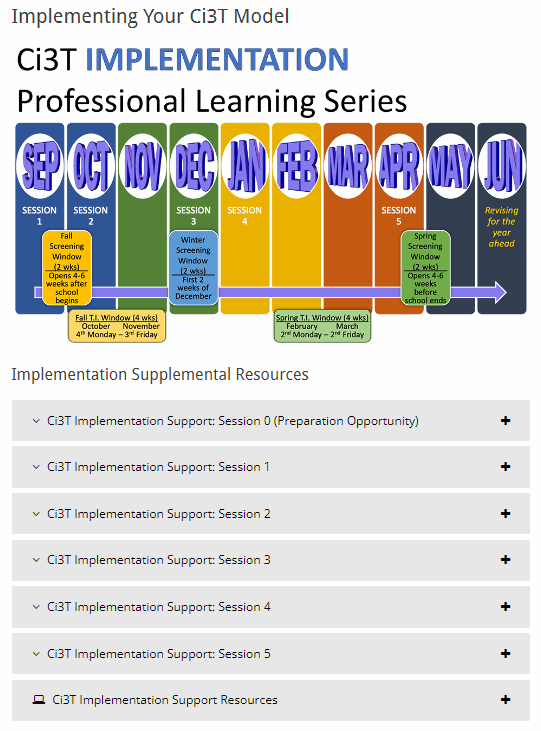 Implementing Your Ci3T Model
Ci3T IMPLEMENTATION
Professional Learning Series
SEP OCT NOV DEC JAN FEB MAR APR MAY JUN
SESSION
1
SESSION
2
SESSION
3
SESSION
4
SESSION
5
Revising
for the
year
ahead
Fall
Screening
Window
(2 wks)
Opens 4-6
weeks after
school
begins
Winter
Screening
Window
(2 wks)
First 2
weeks of
December
Spring
Screening
Window
(2 wks)
Opens 4-6
weeks
before
school ends
Fall T.I. Window (4 wks)
October November
4th Monday – 3rd Friday
Spring T.I. Window (4 wks)
February March
2nd Monday – 2nd Friday
Implementation Supplemental Resources
Ci3T Implementation Support: Session 0 (Preparation Opportunity)
Ci3T Implementation Support: Session 1
Ci3T Implementation Support: Session 2
Ci3T Implementation Support: Session 3
Ci3T Implementation Support: Session 4
Ci3T Implementation Support: Session 5
Ci3T Implementation Support Resources